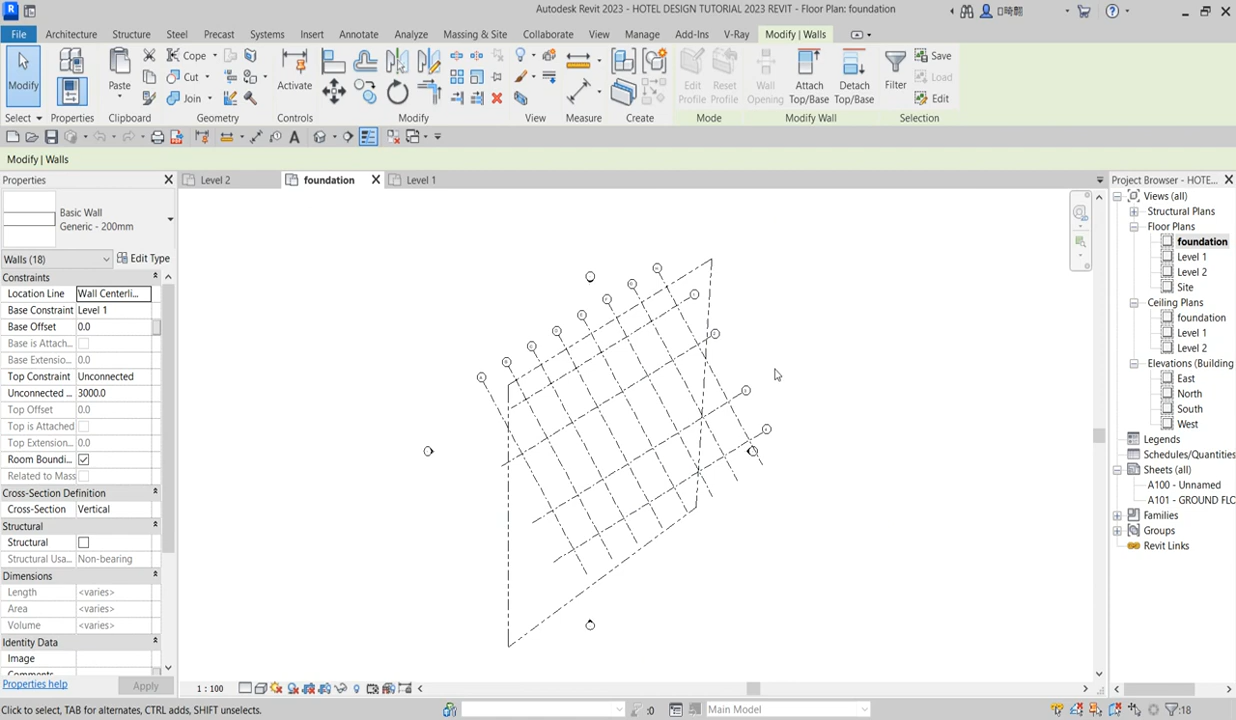 Autodesk Revit 2023 - HOTEL DESIGN TUTORIAL 2023 REVIT - Floor Plan: foundation
File Architecture Structure Steel Precast Systems Insert Annotate Analyze Massing & Site Collaborate View Manage Add-Ins V-Ray Modify | Walls
Modify
Paste
Cope
Cut
Join
Activate
Edit Profile
Reset Profile
Wall Opening
Attach Top/Base
Detach Top/Base
Filter
Save
Load
Edit
Select Properties Clipboard Geometry Controls Modify View Measure Create Mode Modify Wall Selection
Modify | Walls
Properties
Level 2
foundation
Level 1
Basic Wall
Generic - 200mm
Walls (18)
Edit Type
Constraints
Location Line Wall Centerli...
Base Constraint Level 1
Base Offset 0.0
Base is Attach...
Base Extensio... 0.0
Top Constraint Unconnected
Unconnected ... 3000.0
Top Offset 0.0
Top is Attached
Top Extension... 0.0
Room Boundi...
Related to Mass
Cross-Section Definition
Cross-Section Vertical
Structural
Structural
Structural Usa... Non-bearing
Dimensions
Length <varies>
Area <varies>
Volume <varies>
Identity Data
Image
Comments
Properties help
Apply
1 : 100
Project Browser - HOTE...
Views (all)
Structural Plans
Floor Plans
foundation
Level 1
Level 2
Site
Ceiling Plans
foundation
Level 1
Level 2
Elevations (Building
East
North
South
West
Legends
Schedules/Quantities
Sheets (all)
A100 - Unnamed
A101 - GROUND FLC
Families
Groups
Revit Links
Click to select, TAB for alternates, CTRL adds, SHIFT unselects.
:0
Main Model
:18